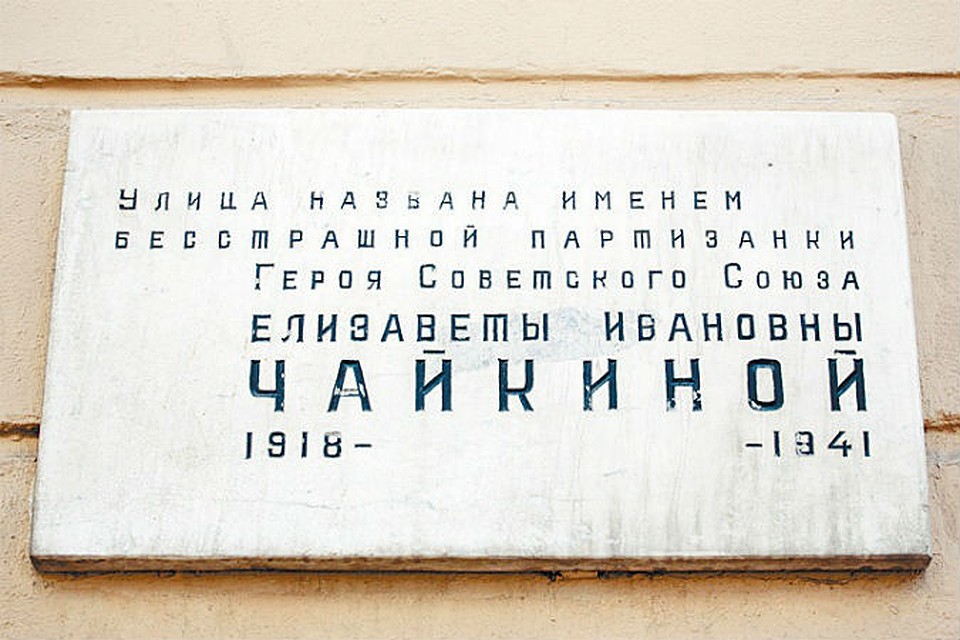 Улица названа именем
бесстрашной партизанки
Героя Советского Союза
Елизаветы Ивановны
Чайкиной
1918- -1941